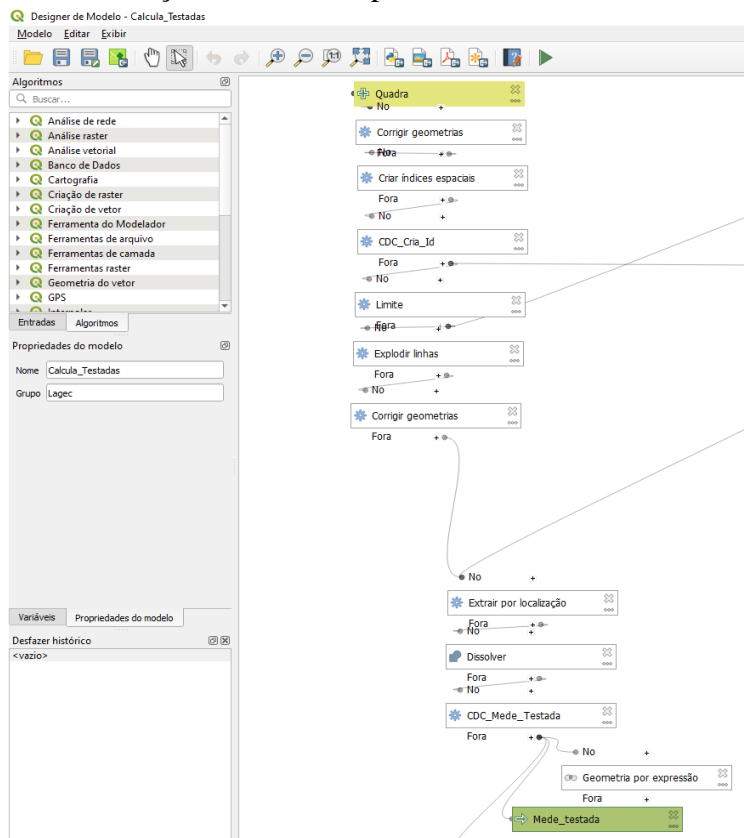 Designer de Modelo - Calcula_Testadas
Modelo Editar Exibir
Algoritmos
Buscar...
Análise de rede
Análise raster
Análise vetorial
Banco de Dados
Cartografia
Criação de raster
Criação de vetor
Ferramenta do Modelador
Ferramentas de arquivo
Ferramentas de camada
Ferramentas raster
Geometria do vetor
GPS
Entradas Algoritmos
Propriedades do modelo
Nome Calcula_Testadas
Grupo Lagec
Variáveis Propriedades do modelo
Desfazer histórico
<vazio>
Quadra
No +
Corrigir geometrias
Fora +
Criar índices espaciais
Fora +
No +
CDC_Cria_Id
Fora +
No +
Limite
Fora +
Explodir linhas
Fora +
No +
Corrigir geometrias
Fora +
No +
Extrair por localização
Fora +
No +
Dissolver
Fora +
No +
CDC_Mede_Testada
Fora +
No +
Geometria por expressão
Fora +
Mede_testada